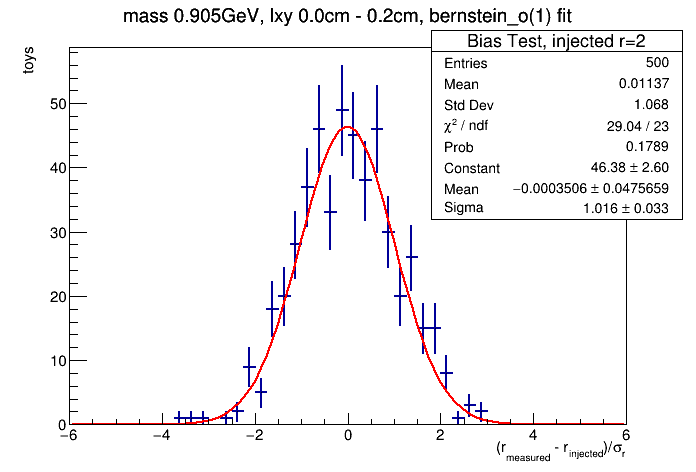 mass 0.905GeV, lxy 0.0cm - 0.2cm, bernstein_o(1) fit
Bias Test, injected r=2
Entries 500
Mean 0.01137
Std Dev 1.068
χ² / ndf 29.04 / 23
Prob 0.1789
Constant 46.38 ± 2.60
Mean −0.0003506 ± 0.0475659
Sigma 1.016 ± 0.033
toys
50
40
30
20
10
0
−6 −4 −2 0 2 4 6
(r_measured - r_injected)/σ_r